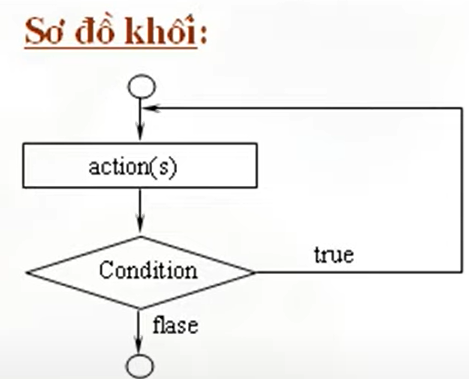 Sơ đồ khối:
action(s)
Condition
true
flase